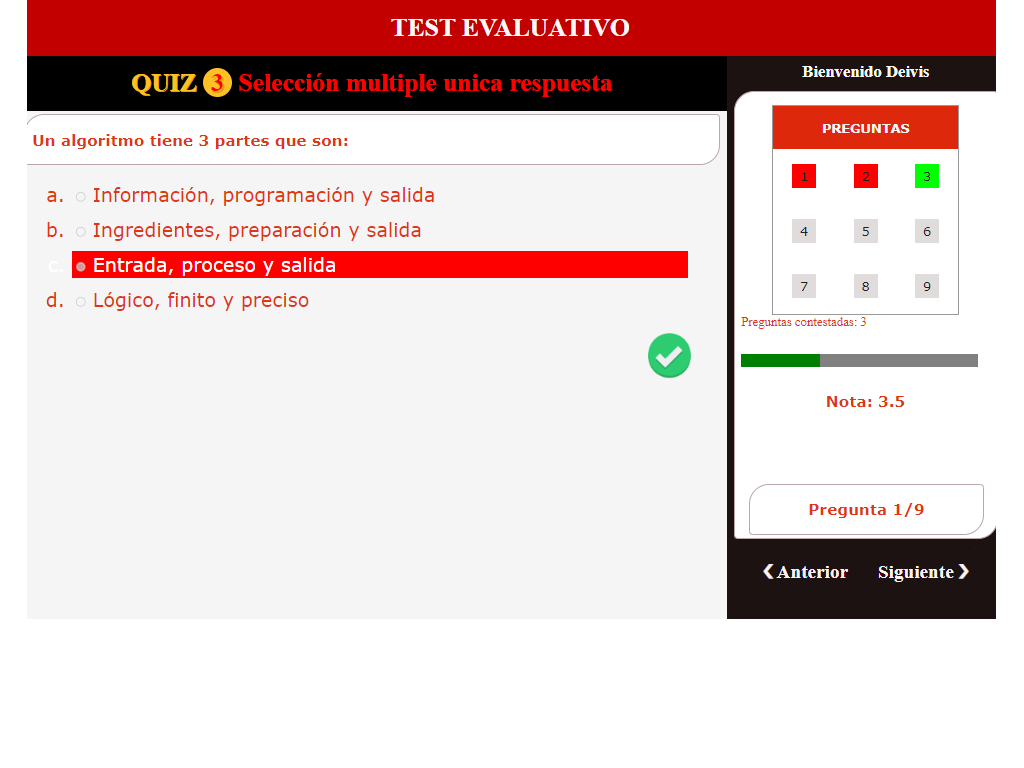 TEST EVALUATIVO
QUIZ 3 Selección multiple unica respuesta
Un algoritmo tiene 3 partes que son:
a. Información, programación y salida
b. Ingredientes, preparación y salida
c. Entrada, proceso y salida
d. Lógico, finito y preciso
Bienvenido Deivis
PREGUNTAS
1 2 3
4 5 6
7 8 9
Preguntas contestadas: 3
Nota: 3.5
Pregunta 1/9
❮ Anterior Siguiente ❯